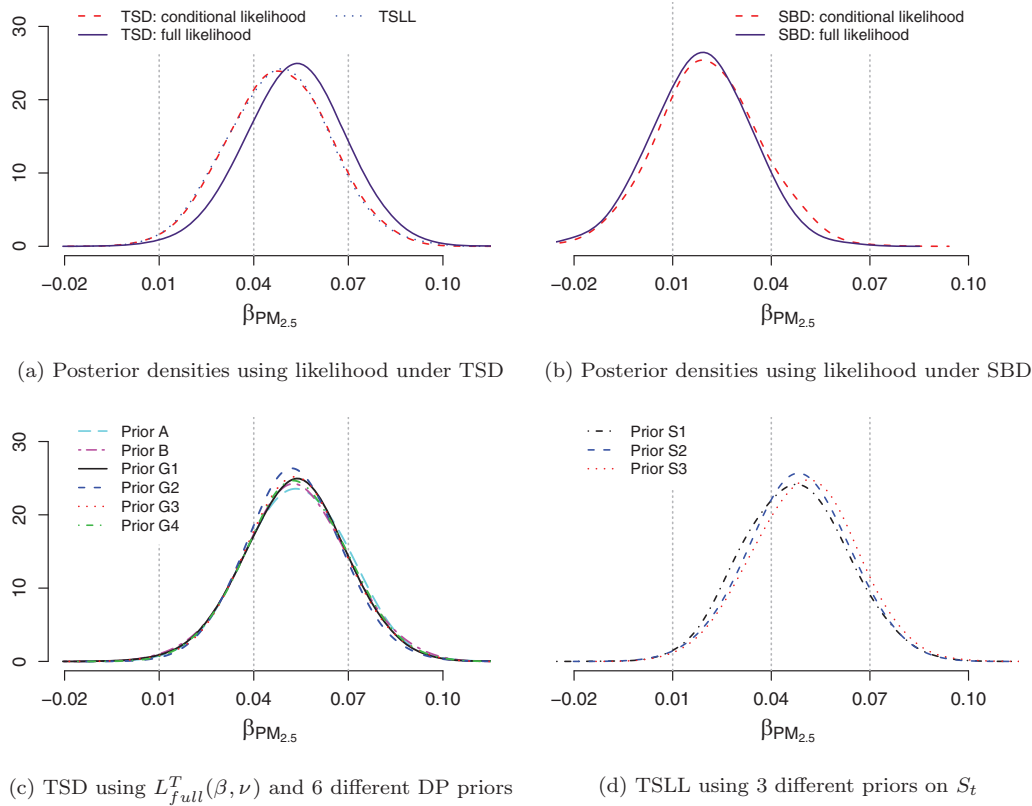 TSD: conditional likelihood
TSD: full likelihood
TSLL
30
20
10
0
−0.02 0.01 0.04 0.07 0.10
βPM2.5
(a) Posterior densities using likelihood under TSD
SBD: conditional likelihood
SBD: full likelihood
−0.02 0.01 0.04 0.07 0.10
βPM2.5
(b) Posterior densities using likelihood under SBD
Prior A
Prior B
Prior G1
Prior G2
Prior G3
Prior G4
30
20
10
0
−0.02 0.01 0.04 0.07 0.10
βPM2.5
(c) TSD using L^T_full(β, ν) and 6 different DP priors
Prior S1
Prior S2
Prior S3
−0.02 0.01 0.04 0.07 0.10
βPM2.5
(d) TSLL using 3 different priors on S_t